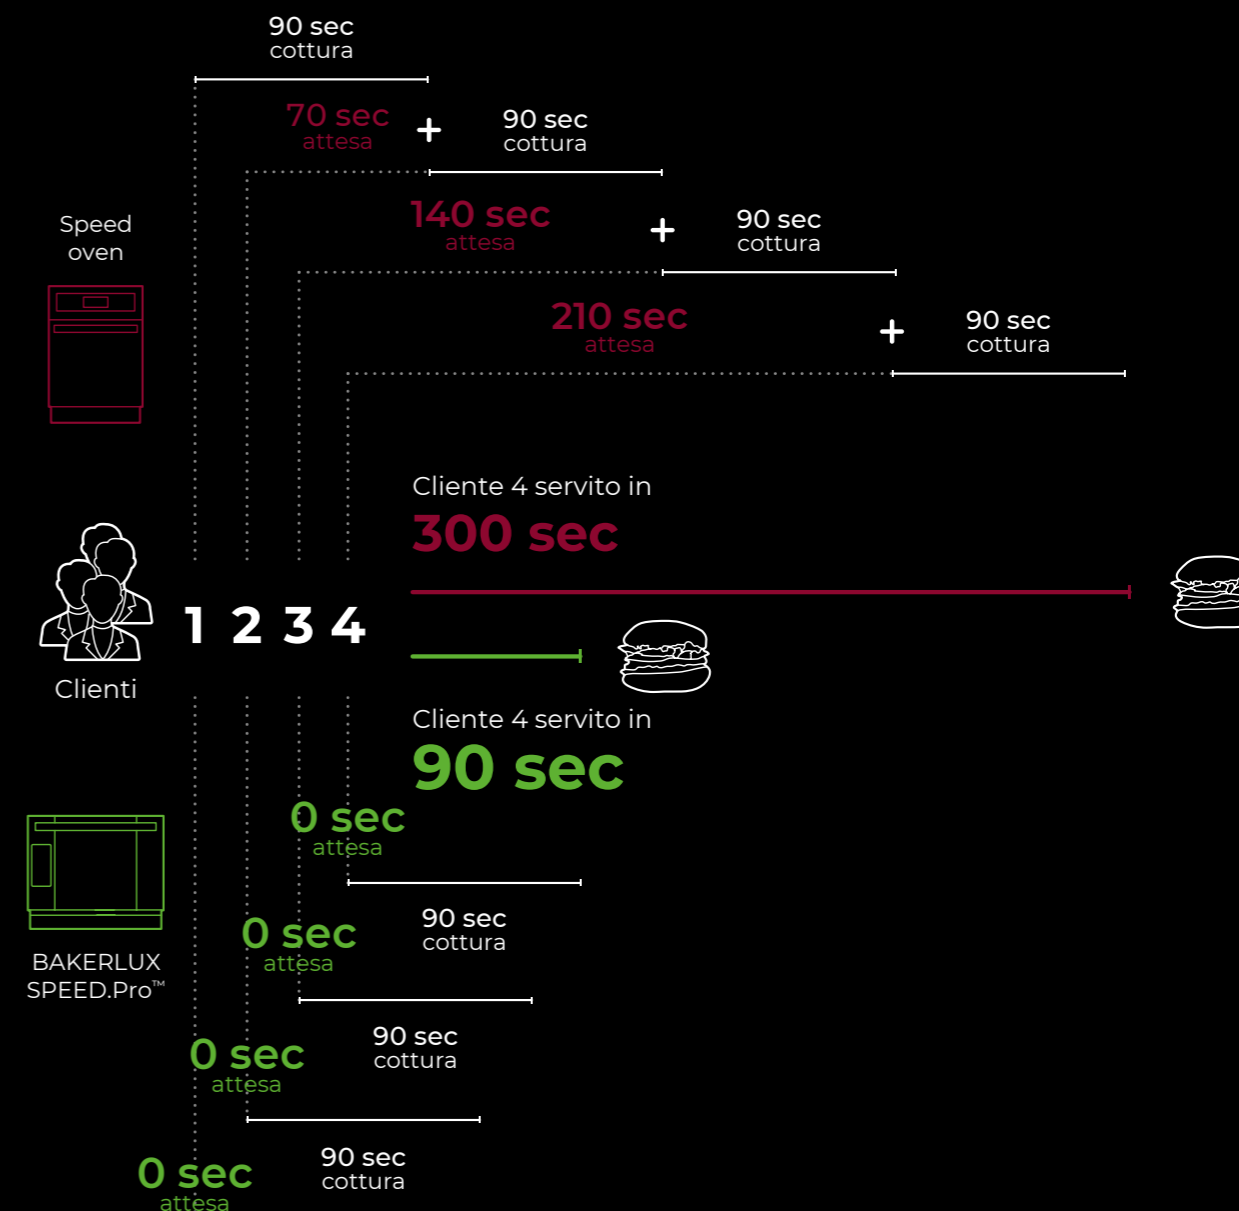 90 sec
cottura
70 sec
attesa
+
90 sec
cottura
140 sec
attesa
+
90 sec
cottura
210 sec
attesa
+
90 sec
cottura
Speed
oven
Cliente 4 servito in
300 sec
1 2 3 4
Clienti
Cliente 4 servito in
90 sec
0 sec
attesa
90 sec
cottura
BAKERLUX
SPEED.Pro™
0 sec
attesa
90 sec
cottura
0 sec
attesa
90 sec
cottura
0 sec
attesa